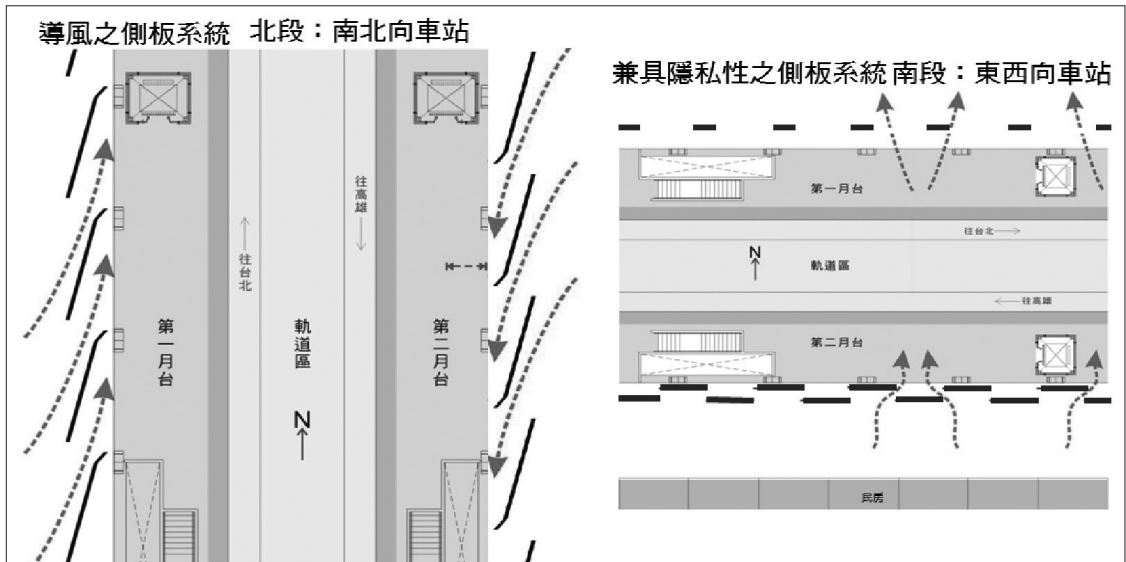 導風之側板系統 北段：南北向車站
往高雄
往台北
第一月台
軌道區
第二月台
N
兼具隱私性之側板系統 南段：東西向車站
第一月台
往台北
N
軌道區
往高雄
第二月台
民房